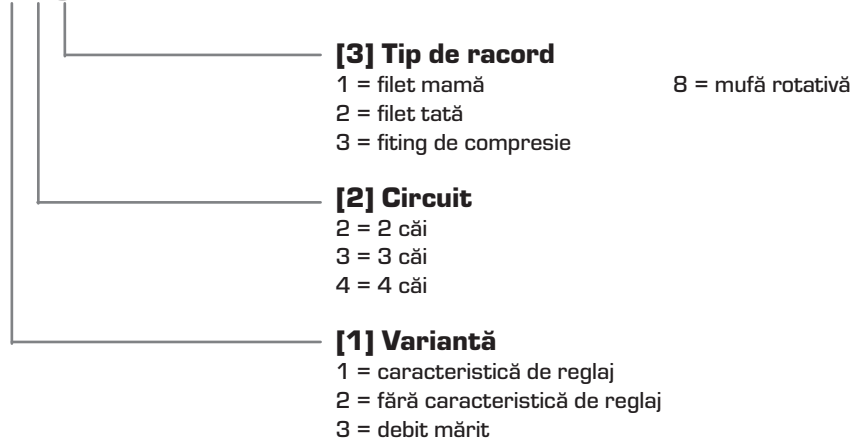 [3] Tip de racord
1 = filet mamă 8 = mufă rotativă
2 = filet tată
3 = fiting de compresie
[2] Circuit
2 = 2 căi
3 = 3 căi
4 = 4 căi
[1] Variantă
1 = caracteristică de reglaj
2 = fără caracteristică de reglaj
3 = debit mărit